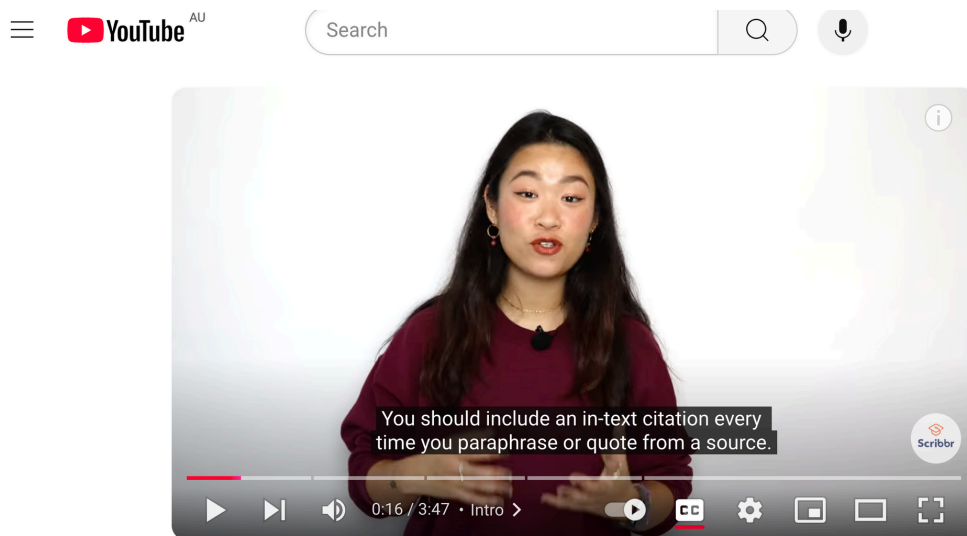 YouTube AU
Search
i
You should include an in-text citation every
time you paraphrase or quote from a source.
Scribbr
0:16 / 3:47 • Intro
CC